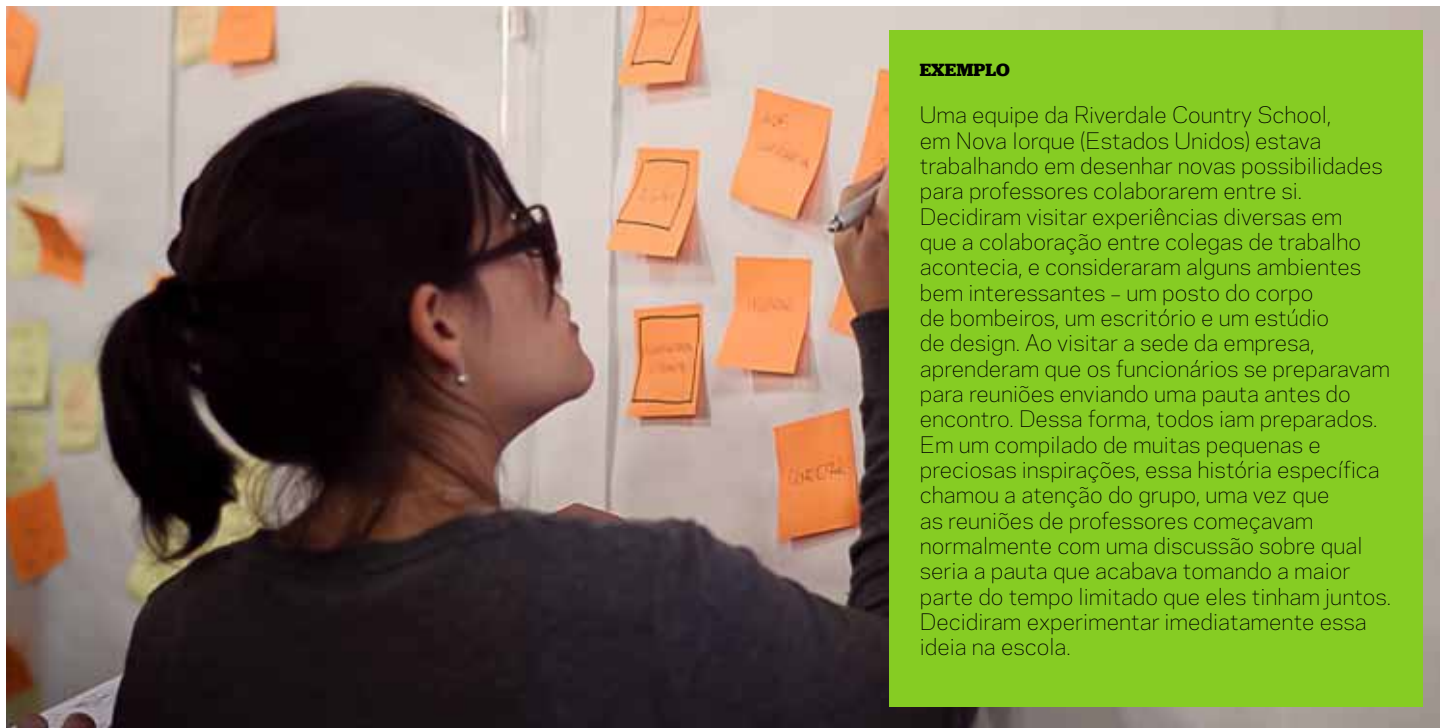 EXEMPLO
Uma equipe da Riverdale Country School,
em Nova Iorque (Estados Unidos) estava
trabalhando em desenhar novas possibilidades
para professores colaborarem entre si.
Decidiram visitar experiências diversas em
que a colaboração entre colegas de trabalho
acontecia, e consideraram alguns ambientes
bem interessantes – um posto do corpo
de bombeiros, um escritório e um estúdio
de design. Ao visitar a sede da empresa,
aprenderam que os funcionários se preparavam
para reuniões enviando uma pauta antes do
encontro. Dessa forma, todos iam preparados.
Em um compilado de muitas pequenas e
preciosas inspirações, essa história específica
chamou a atenção do grupo, uma vez que
as reuniões de professores começavam
normalmente com uma discussão sobre qual
seria a pauta que acabava tomando a maior
parte do tempo limitado que eles tinham juntos.
Decidiram experimentar imediatamente essa
ideia na escola.